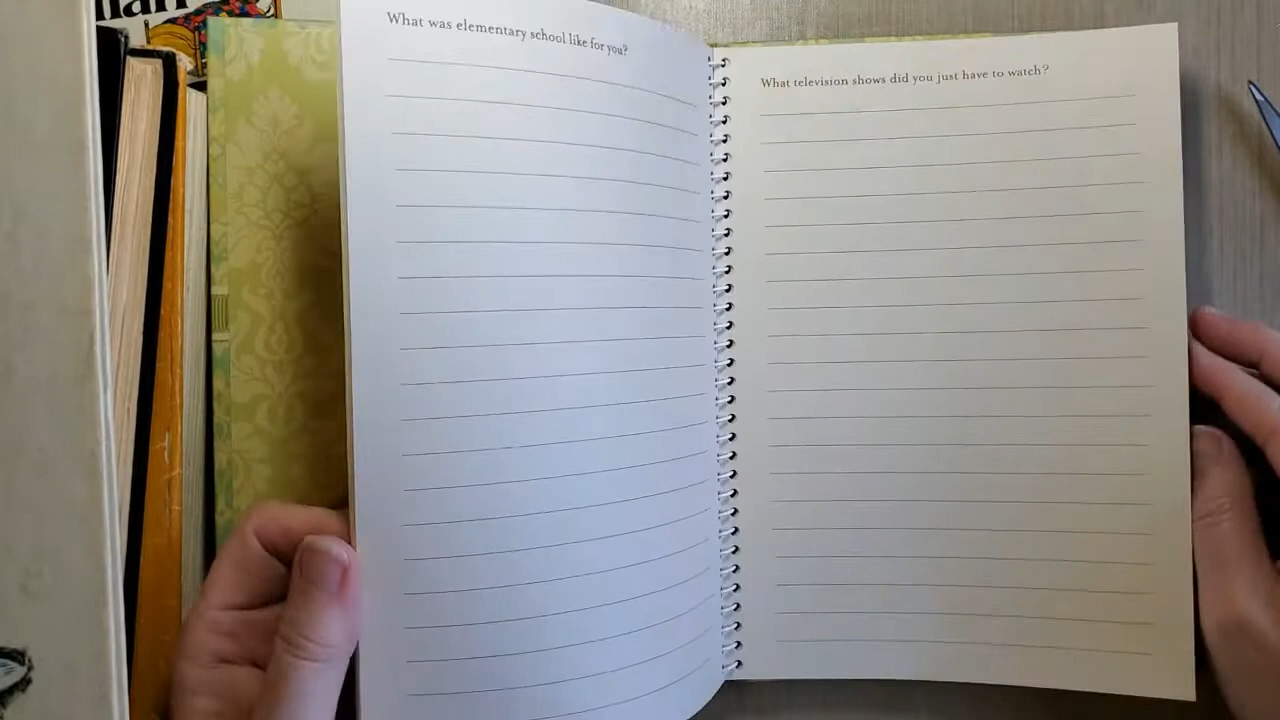 What was elementary school like for you?
What television shows did you just have to watch?